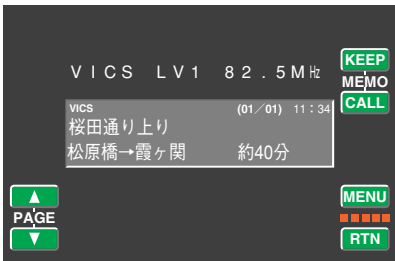 VICS LV1 82.5MHz
KEEP
MEMO
CALL
VICS (01/01) 11:34
桜田通り上り
松原橋→霞ヶ関 約40分
▲
PAGE
▼
MENU
RTN